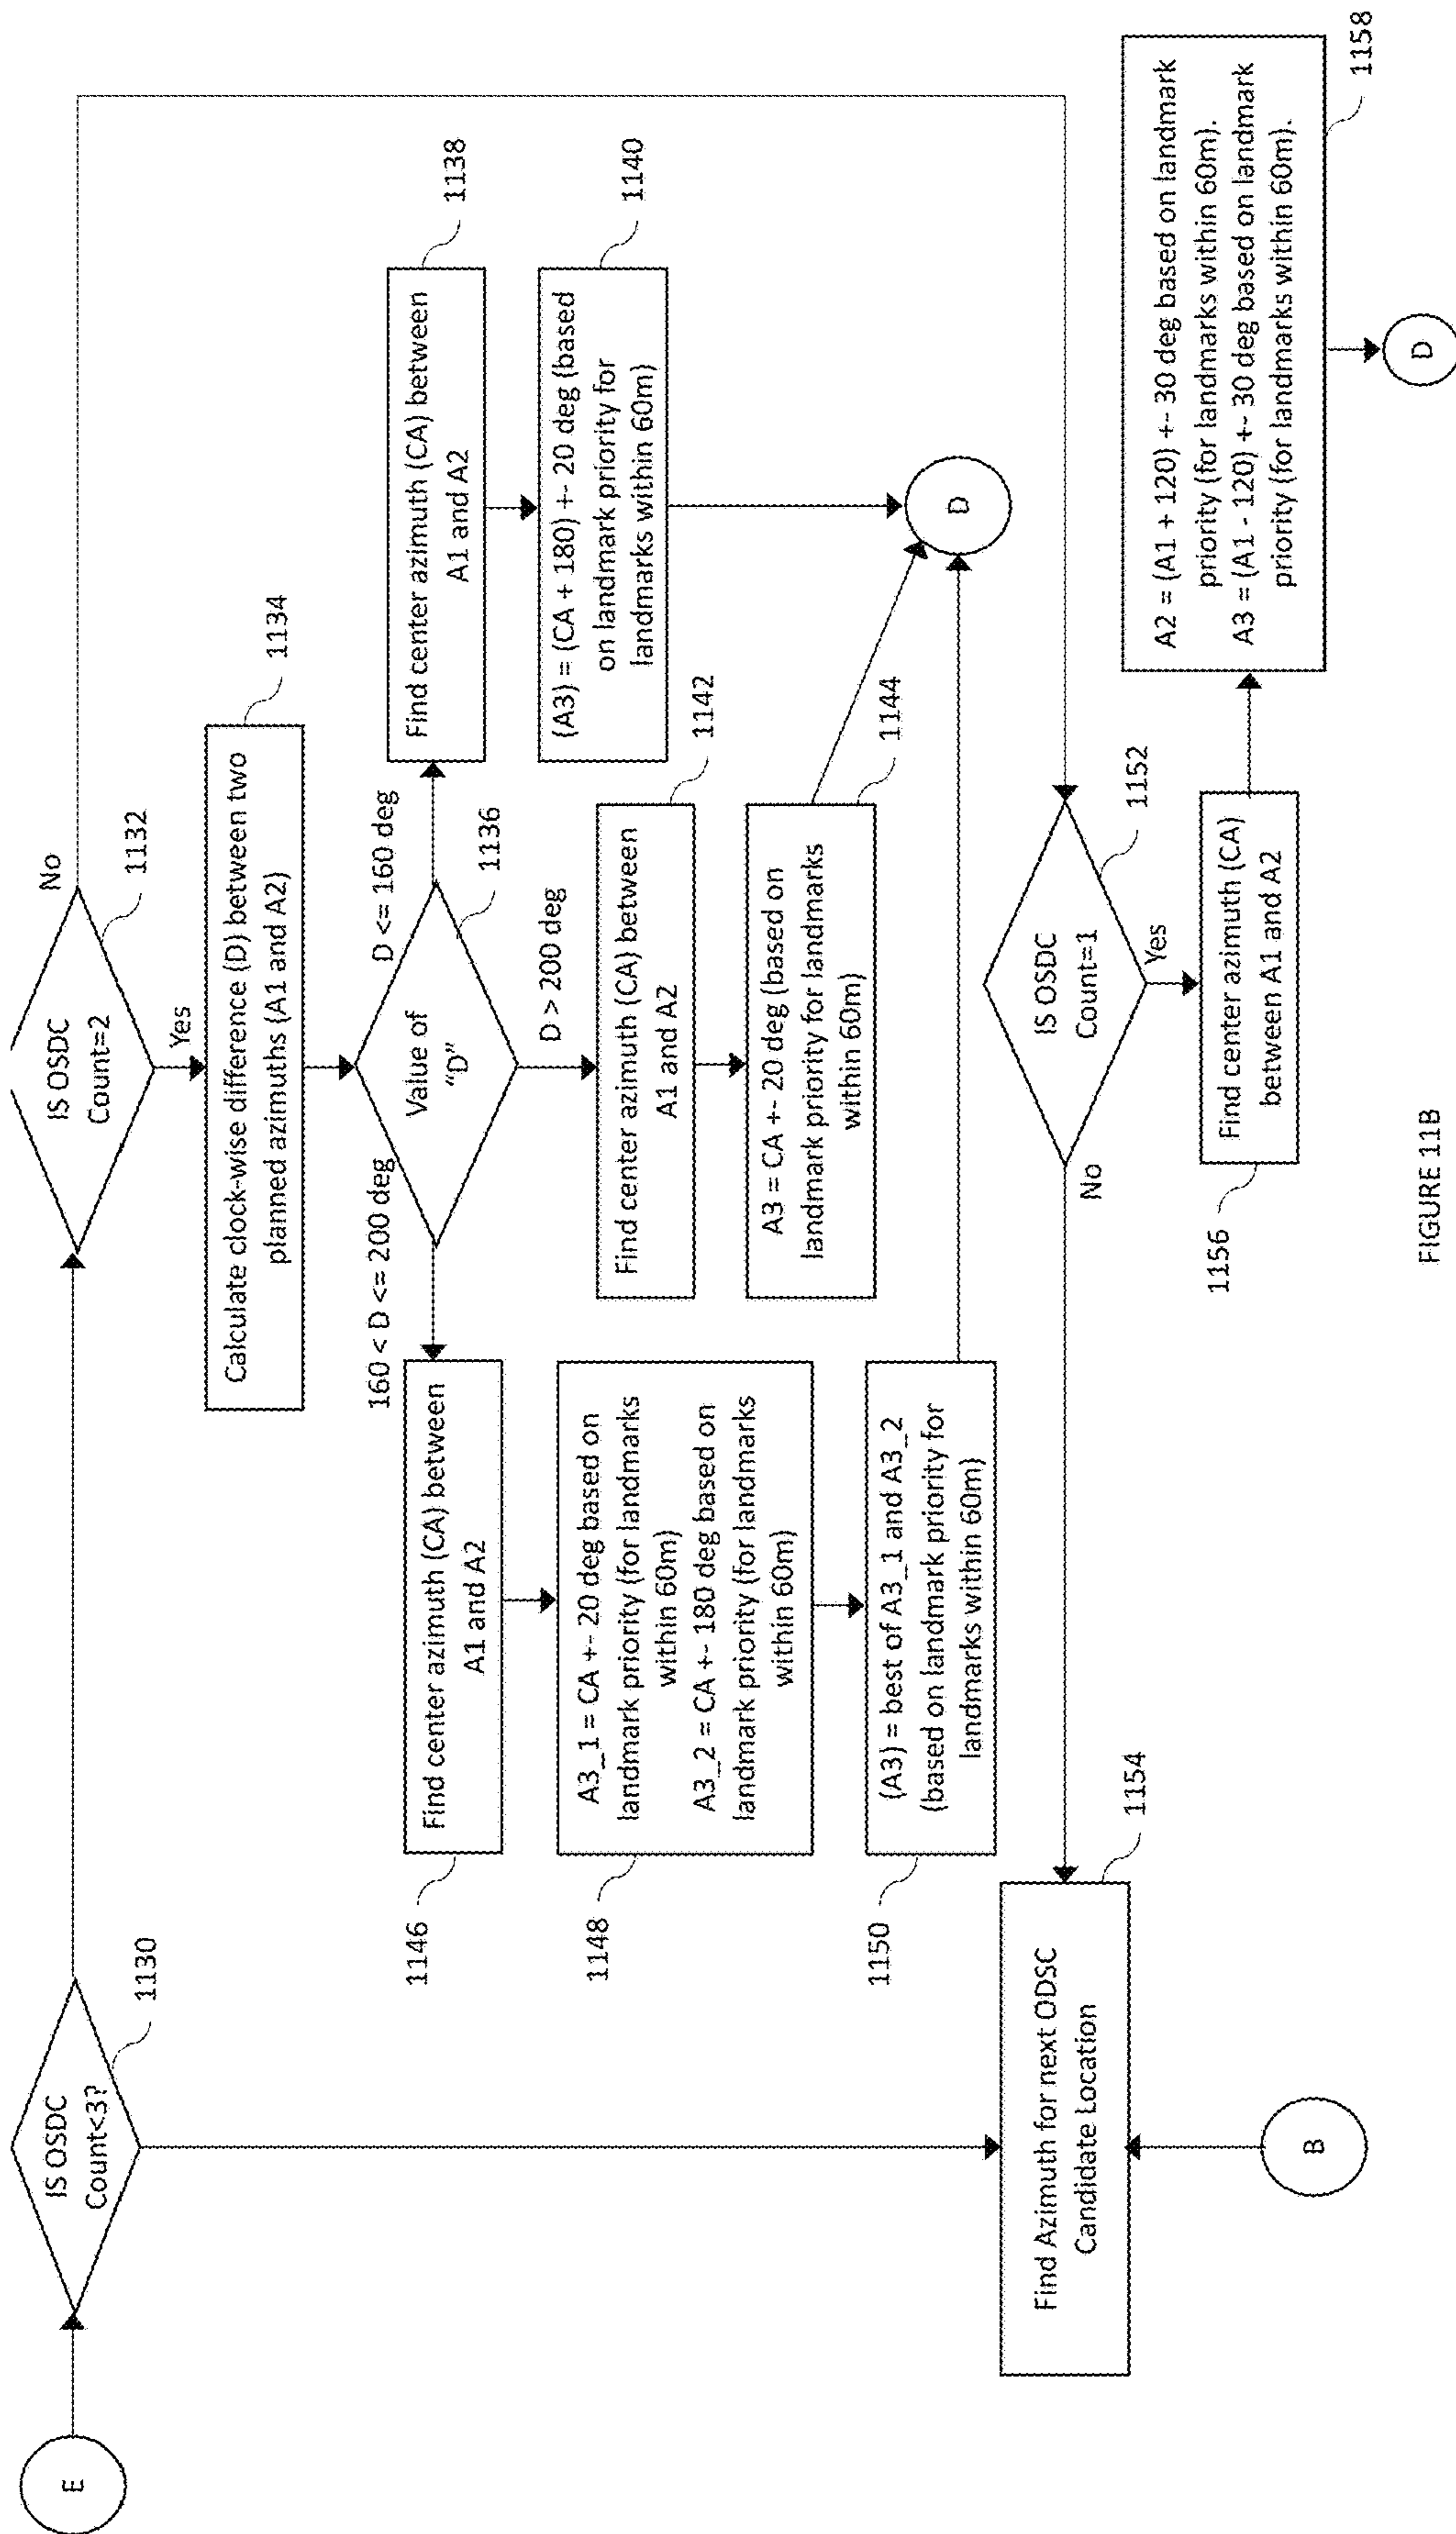 E
IS OSDC
Count<3?
1130
IS OSDC
Count=2
1132
No
Yes
Calculate clock-wise difference (D) between two
planned azimuths (A1 and A2)
1134
Value of
"D"
1136
160 < D <= 200 deg
D > 200 deg
D <= 160 deg
Find center azimuth (CA) between
A1 and A2
1138
(A3) = (CA + 180) +- 20 deg (based
on landmark priority for
landmarks within 60m)
1140
Find center azimuth (CA) between
A1 and A2
1142
A3 = CA +- 20 deg (based on
landmark priority for landmarks
within 60m)
1144
Find center azimuth (CA) between
A1 and A2
1146
A3_1 = CA +- 20 deg based on
landmark priority (for landmarks
within 60m)
A3_2 = CA +- 180 deg based on
landmark priority (for landmarks
within 60m)
1148
(A3) = best of A3_1 and A3_2
(based on landmark priority for
landmarks within 60m)
1150
D
IS OSDC
Count=1
1152
No
Yes
Find Azimuth for next ODSC
Candidate Location
1154
B
Find center azimuth (CA)
between A1 and A2
1156
A2 = (A1 + 120) +- 30 deg based on landmark
priority (for landmarks within 60m).
A3 = (A1 - 120) +- 30 deg based on landmark
priority (for landmarks within 60m).
1158
D
FIGURE 11B